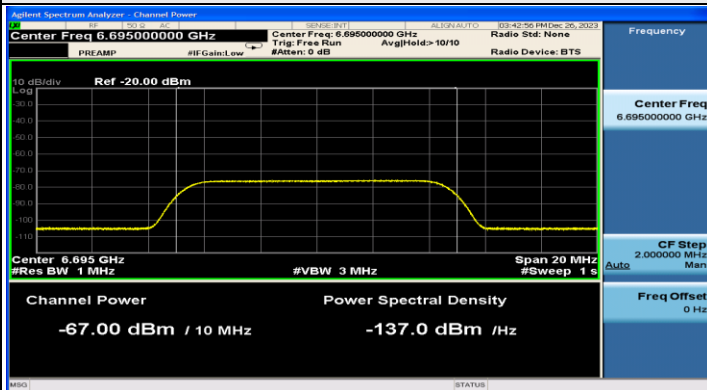 Agilent Spectrum Analyzer - Channel Power
LXI RF 50 Ω AC SENSE:INT ALIGNAUTO 03:42:56 PM Dec 26, 2023
Center Freq 6.695000000 GHz Center Freq: 6.695000000 GHz Radio Std: None
Trig: Free Run Avg|Hold:>10/10
PREAMP #IFGain:Low #Atten: 0 dB Radio Device: BTS
10 dB/div Ref -20.00 dBm
Log
-30.0
-40.0
-50.0
-60.0
-70.0
-80.0
-90.0
-100
-110
Center 6.695 GHz Span 20 MHz
#Res BW 1 MHz #VBW 3 MHz #Sweep 1 s
Channel Power Power Spectral Density
-67.00 dBm / 10 MHz -137.0 dBm /Hz
MSG STATUS
Frequency
Center Freq
6.695000000 GHz
CF Step
2.000000 MHz
Auto Man
Freq Offset
0 Hz